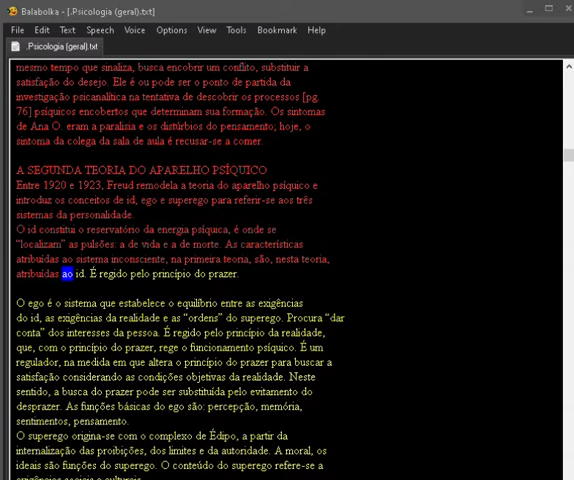 Balabolka - [.Psicologia (geral).txt]
File Edit Text Speech Voice Options View Tools Bookmark Help
.Psicologia (geral).txt
mesmo tempo que sinaliza, busca encobrir um conflito, substituir a
satisfação do desejo. Ele é ou pode ser o ponto de partida da
investigação psicanalítica na tentativa de descobrir os processos [pg.
76] psíquicos encobertos que determinam sua formação. Os sintomas
de Ana O. eram a paralisia e os distúrbios do pensamento; hoje, o
sintoma da colega da sala de aula é recusar-se a comer.
A SEGUNDA TEORIA DO APARELHO PSÍQUICO
Entre 1920 e 1923, Freud remodela a teoria do aparelho psíquico e
introduz os conceitos de id, ego e superego para referir-se aos três
sistemas da personalidade.
O id constitui o reservatório da energia psíquica, é onde se
“localizam” as pulsões: a de vida e a de morte. As características
atribuídas ao sistema inconsciente, na primeira teoria, são, nesta teoria,
atribuídas ao id. É regido pelo princípio do prazer.
O ego é o sistema que estabelece o equilíbrio entre as exigências
do id, as exigências da realidade e as “ordens” do superego. Procura “dar
conta” dos interesses da pessoa. É regido pelo princípio da realidade,
que, com o princípio do prazer, rege o funcionamento psíquico. É um
regulador, na medida em que altera o princípio do prazer para buscar a
satisfação considerando as condições objetivas da realidade. Neste
sentido, a busca do prazer pode ser substituída pelo evitamento do
desprazer. As funções básicas do ego são: percepção, memória,
sentimentos, pensamento.
O superego origina-se com o complexo de Édipo, a partir da
internalização das proibições, dos limites e da autoridade. A moral, os
ideais são funções do superego. O conteúdo do superego refere-se a
exigências sociais e culturais.